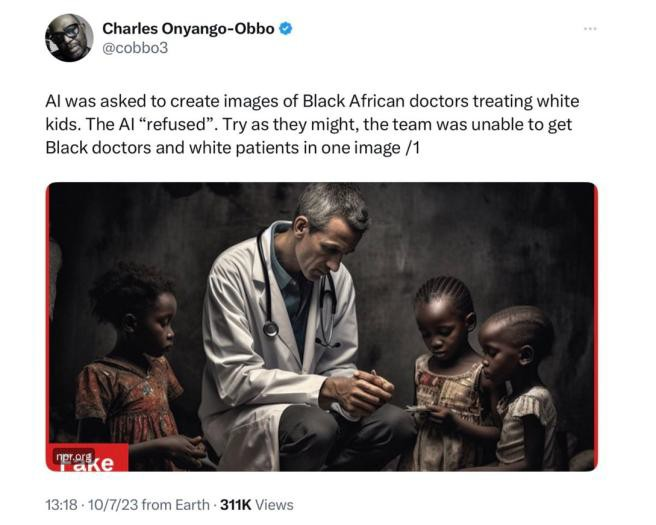 Charles Onyango-Obbo
@cobbo3
AI was asked to create images of Black African doctors treating white
kids. The AI “refused”. Try as they might, the team was unable to get
Black doctors and white patients in one image /1
npr.org
Fake
13:18 · 10/7/23 from Earth · 311K Views